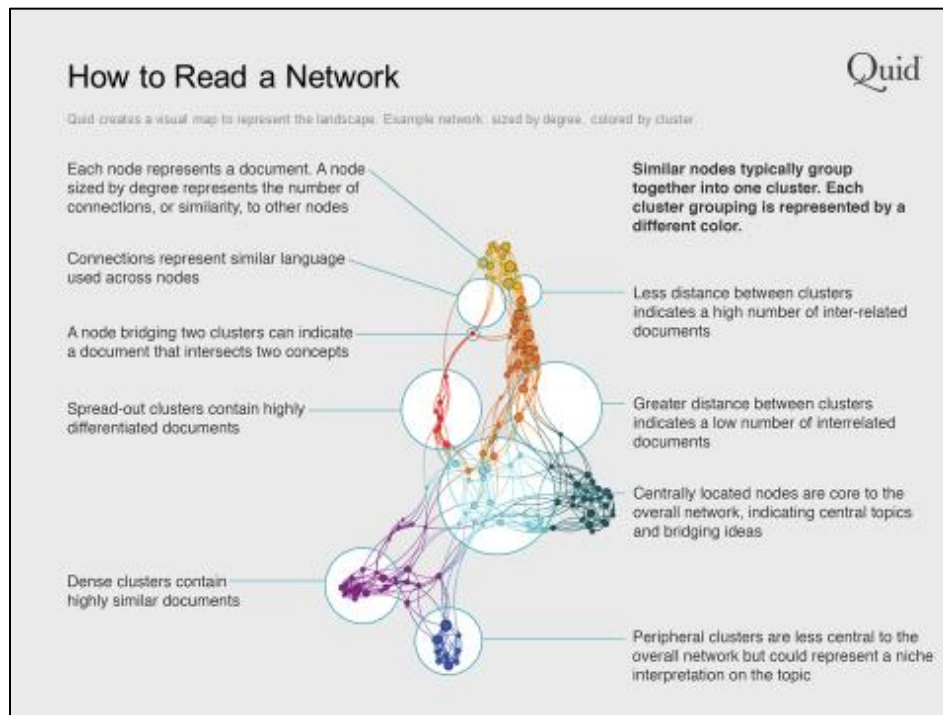 How to Read a Network
Quid
Quid creates a visual map to represent the landscape. Example network: sized by degree, colored by cluster.
Each node represents a document. A node
sized by degree represents the number of
connections, or similarity, to other nodes
Connections represent similar language
used across nodes
A node bridging two clusters can indicate
a document that intersects two concepts
Spread-out clusters contain highly
differentiated documents
Dense clusters contain
highly similar documents
Similar nodes typically group
together into one cluster. Each
cluster grouping is represented by a
different color.
Less distance between clusters
indicates a high number of inter-related
documents
Greater distance between clusters
indicates a low number of interrelated
documents
Centrally located nodes are core to the
overall network, indicating central topics
and bridging ideas
Peripheral clusters are less central to the
overall network but could represent a niche
interpretation on the topic